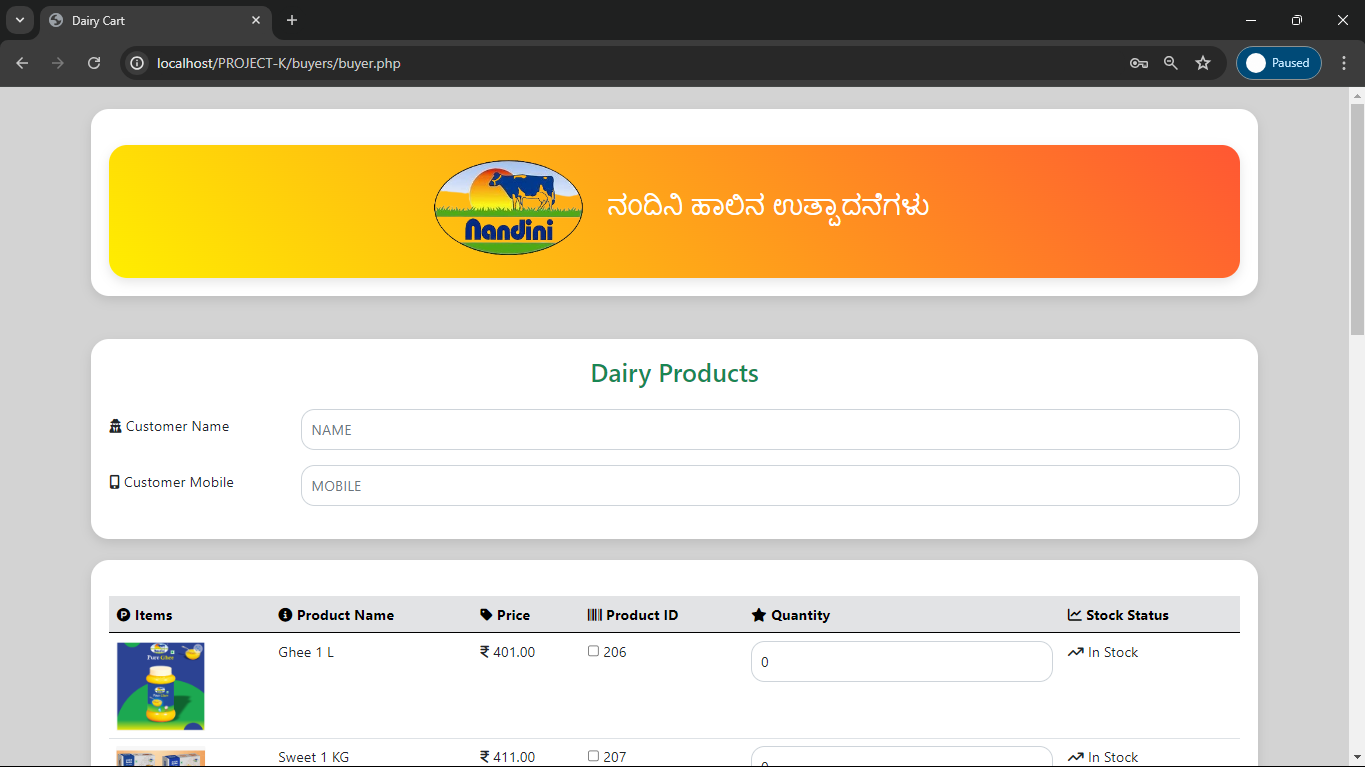 Dairy Cart
localhost/PROJECT-K/buyers/buyer.php
Paused
Nandini
ನಂದಿನಿ ಹಾಲಿನ ಉತ್ಪಾದನೆಗಳು
Dairy Products
Customer Name NAME
Customer Mobile MOBILE
Items Product Name Price Product ID Quantity Stock Status
Pure Ghee
Ghee 1 L ₹ 401.00 206 0 In Stock
Sweet 1 KG ₹ 411.00 207 0 In Stock